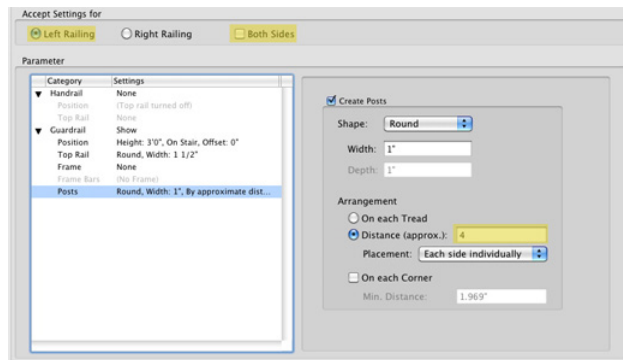 Accept Settings for
Left Railing Right Railing Both Sides
Parameter
Category Settings
Handrail None
Position (Top rail turned off)
Top Rail None
Guardrail Show
Position Height: 3'0", On Stair, Offset: 0"
Top Rail Round, Width: 1 1/2"
Frame None
Frame Bars (No Frame)
Posts Round, Width: 1", By approximate dist...
Create Posts
Shape: Round
Width: 1"
Depth: 1"
Arrangement
On each Tread
Distance (approx.): 4
Placement: Each side individually
On each Corner
Min. Distance: 1.969"